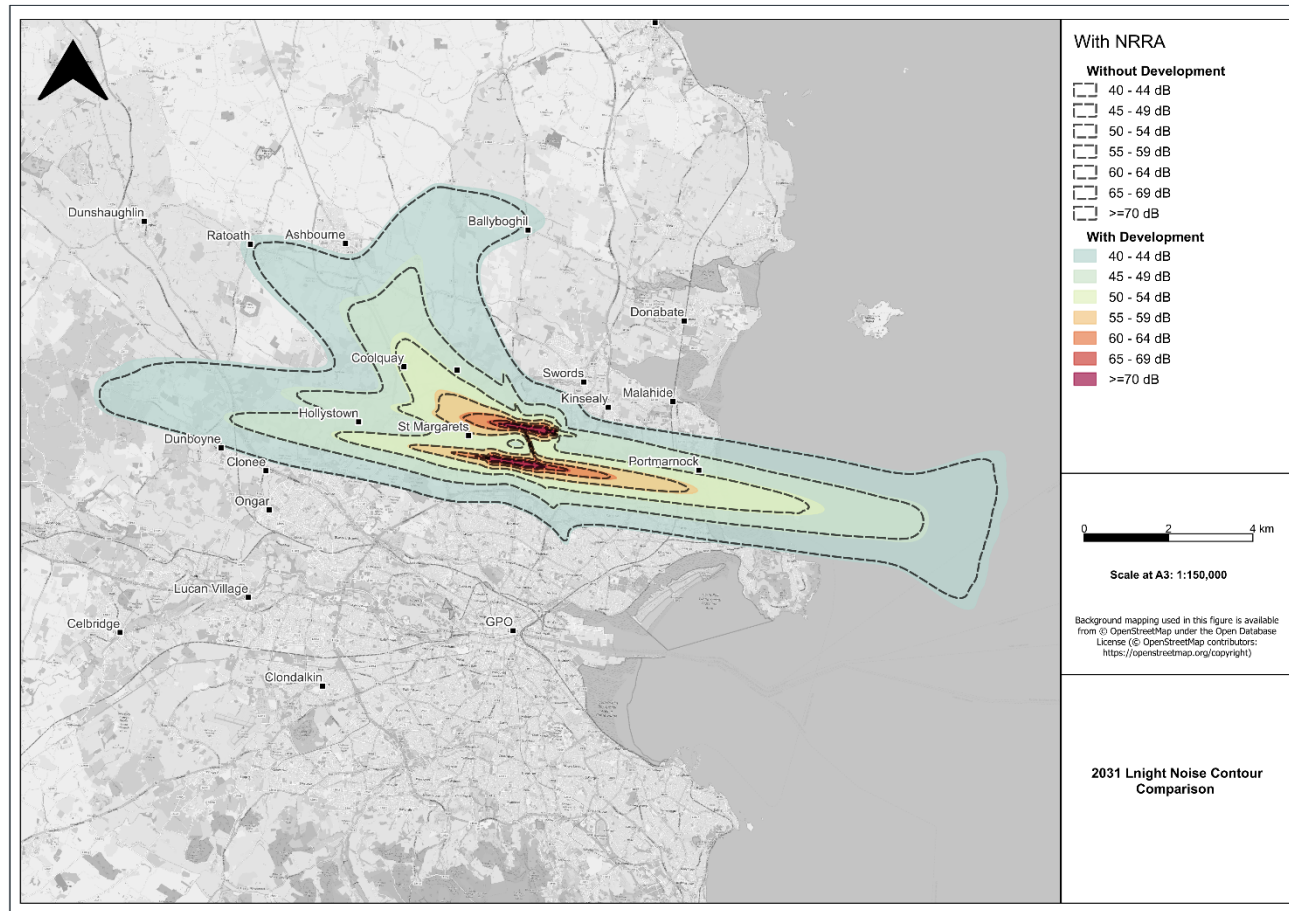 With NRRA
Without Development
40 - 44 dB
45 - 49 dB
50 - 54 dB
55 - 59 dB
60 - 64 dB
65 - 69 dB
>=70 dB
With Development
40 - 44 dB
45 - 49 dB
50 - 54 dB
55 - 59 dB
60 - 64 dB
65 - 69 dB
>=70 dB
0 2 4 km
Scale at A3: 1:150,000
Background mapping used in this figure is available
from © OpenStreetMap under the Open Database
License (© OpenStreetMap contributors:
https://openstreetmap.org/copyright)
2031 Lnight Noise Contour
Comparison
Dunshaughlin
Ratoath
Ashbourne
Ballyboghil
Donabate
Coolquay
Swords
Kinsealy
Malahide
Hollystown
St Margarets
Dunboyne
Clonee
Portmarnock
Ongar
Lucan Village
Celbridge
GPO
Clondalkin